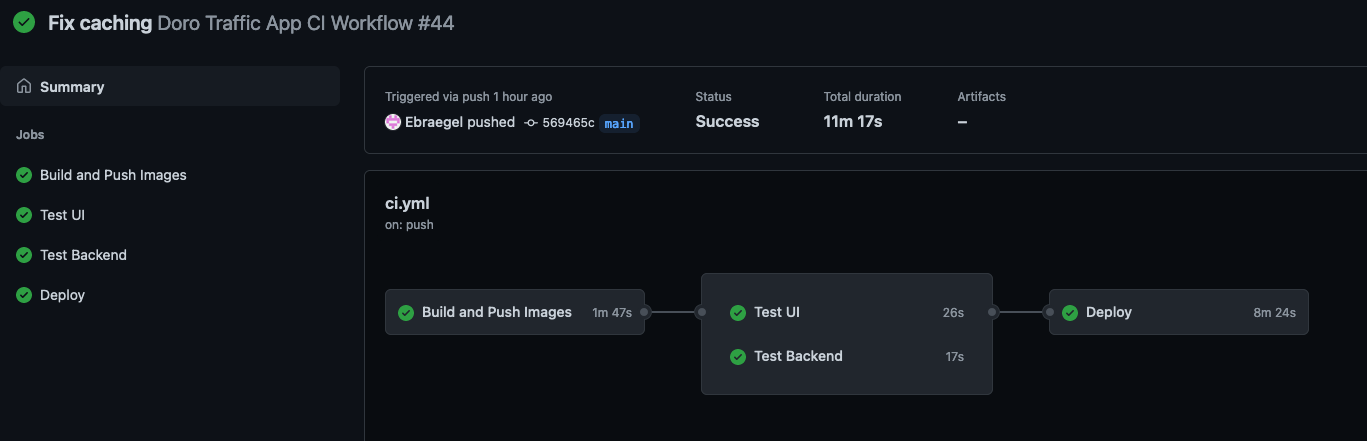 Fix caching Doro Traffic App CI Workflow #44
Summary
Jobs
Build and Push Images
Test UI
Test Backend
Deploy
Triggered via push 1 hour ago
Ebraegel pushed 569465c main
Status
Success
Total duration
11m 17s
Artifacts
–
ci.yml
on: push
Build and Push Images 1m 47s
Test UI 26s
Test Backend 17s
Deploy 8m 24s